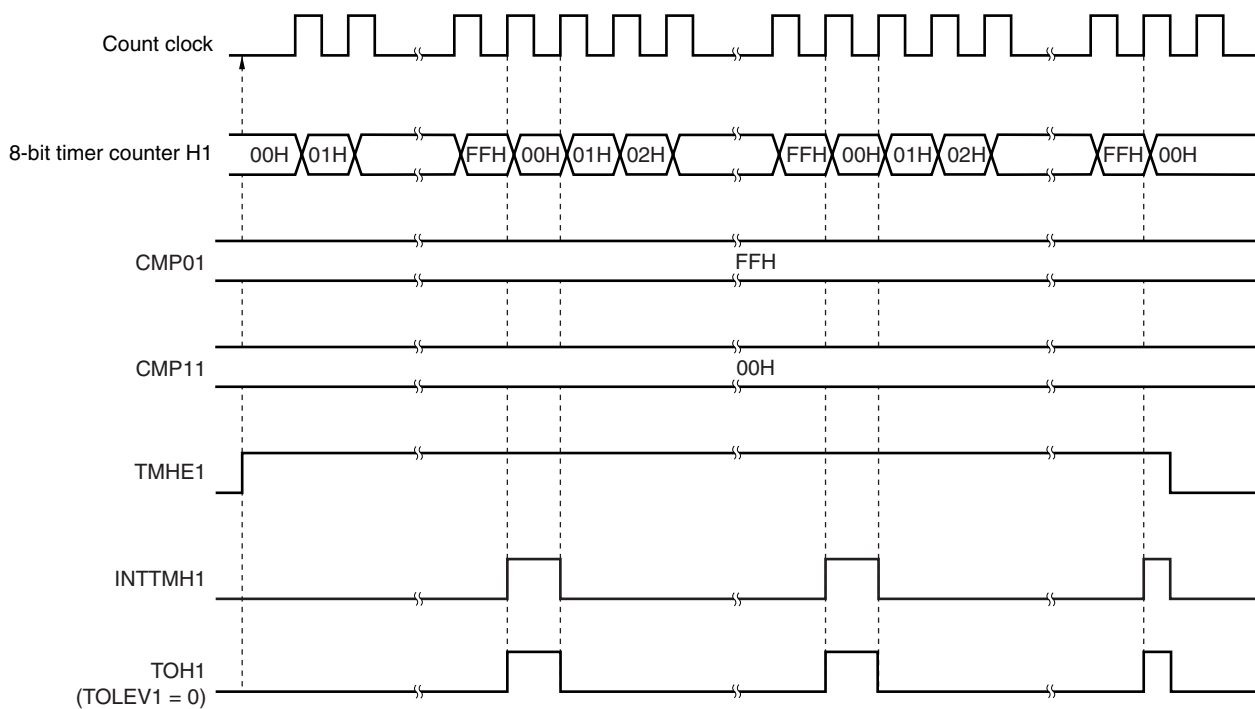 Count clock
8-bit timer counter H1
00H 01H FFH 00H 01H 02H FFH 00H 01H 02H FFH 00H
CMP01
FFH
CMP11
00H
TMHE1
INTTMH1
TOH1
(TOLEV1 = 0)